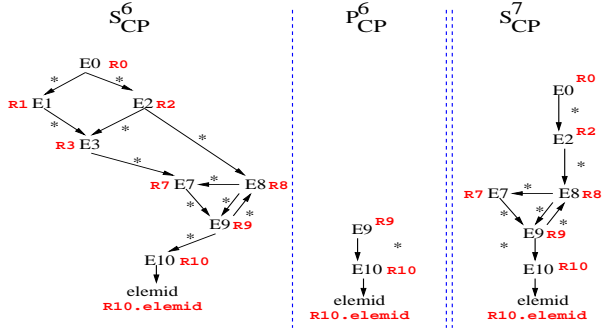 S⁶CP P⁶CP S⁷CP
E0 R0
* *
R1 E1 E2 R2
* * *
R3 E3
*
R7 E7 * E8 R8
* * *
E9 R9
*
E10 R10
elemid
R10.elemid
E9 R9
*
E10 R10
elemid
R10.elemid
R0
E0
*
R2
E2
*
R7 E7 * E8 R8
* * *
E9 R9
*
E10 R10
elemid
R10.elemid